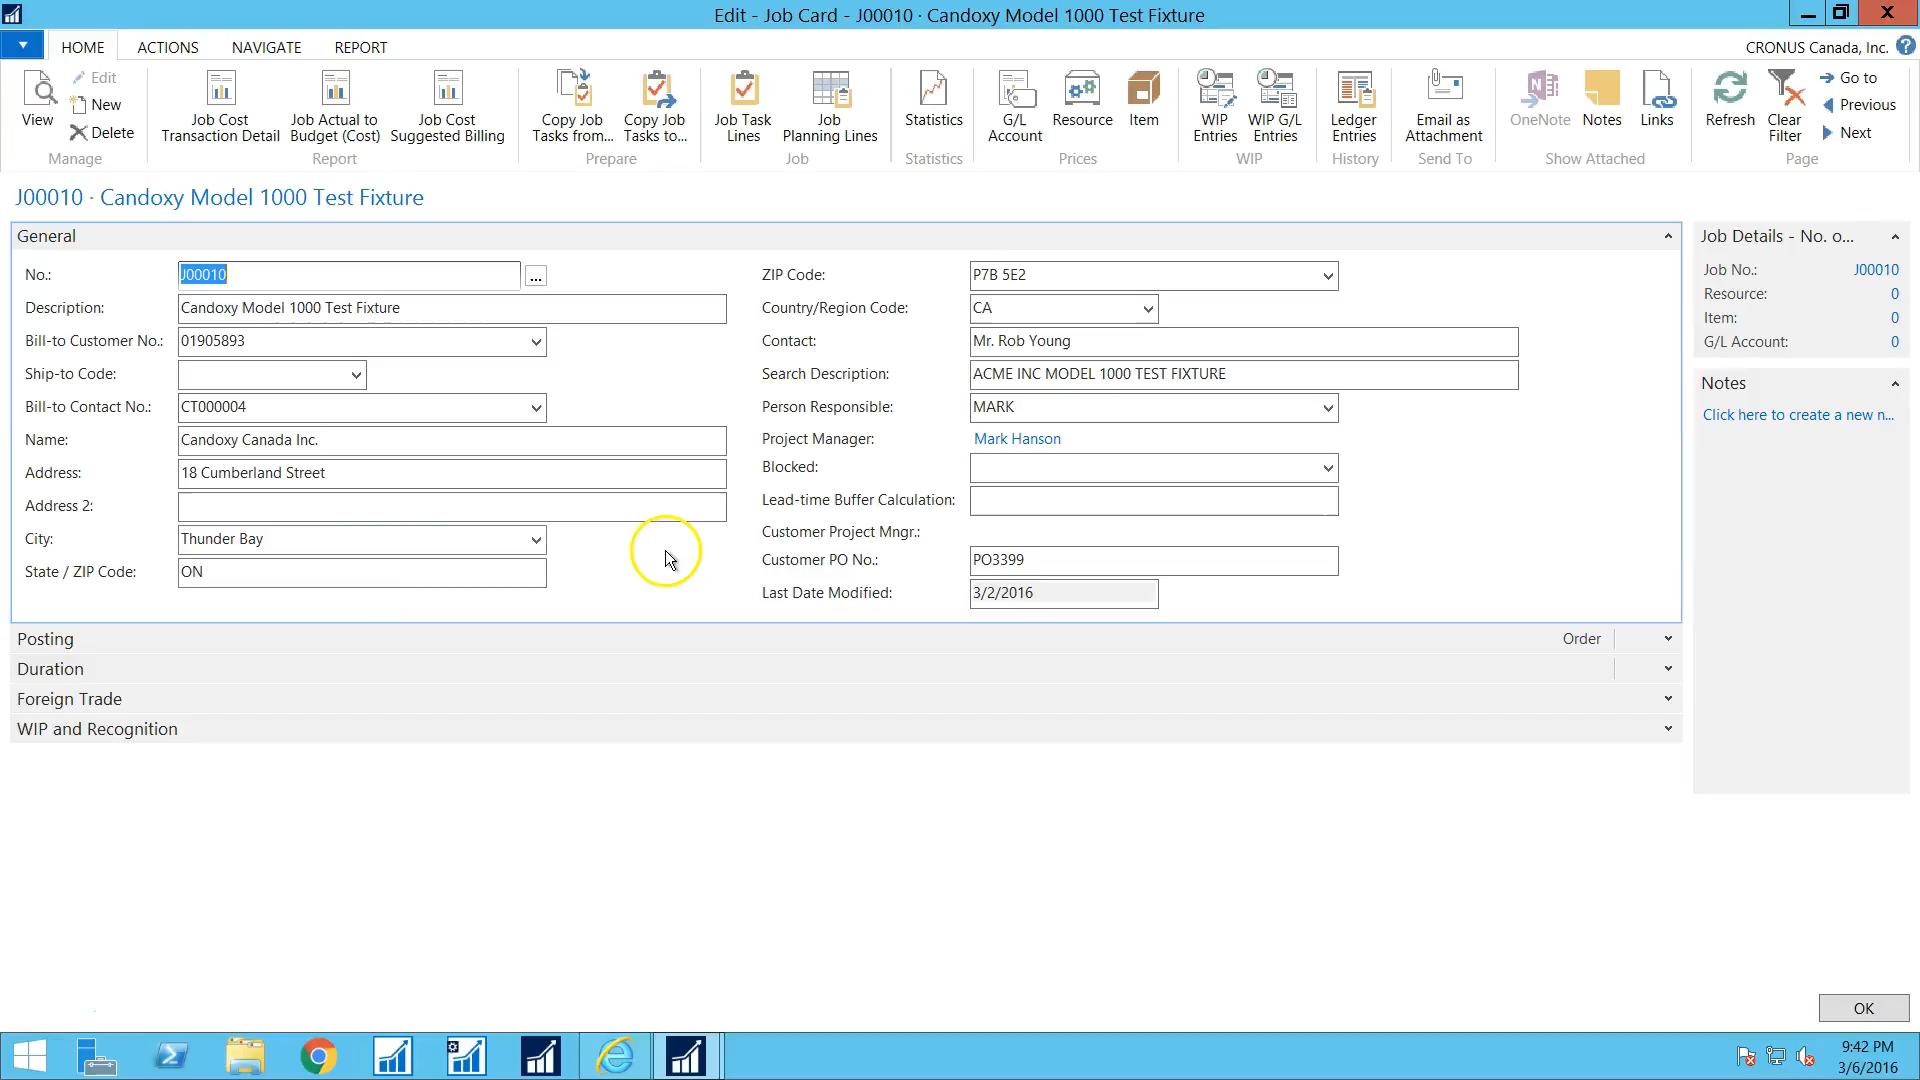 Edit - Job Card - J00010 · Candoxy Model 1000 Test Fixture
HOME ACTIONS NAVIGATE REPORT
CRONUS Canada, Inc. ?
View
Edit
New
Delete
Manage
Job Cost
Transaction Detail
Job Actual to
Budget (Cost)
Job Cost
Suggested Billing
Report
Copy Job
Tasks from...
Copy Job
Tasks to...
Prepare
Job Task
Lines
Job
Planning Lines
Job
Statistics
Statistics
G/L
Account
Resource
Item
Prices
WIP
Entries
WIP G/L
Entries
WIP
Ledger
Entries
History
Email as
Attachment
Send To
OneNote
Notes
Links
Show Attached
Refresh
Clear
Filter
Go to
Previous
Next
Page
J00010 · Candoxy Model 1000 Test Fixture
General
No.: J00010 ...
Description: Candoxy Model 1000 Test Fixture
Bill-to Customer No.: 01905893
Ship-to Code:
Bill-to Contact No.: CT000004
Name: Candoxy Canada Inc.
Address: 18 Cumberland Street
Address 2:
City: Thunder Bay
State / ZIP Code: ON
ZIP Code: P7B 5E2
Country/Region Code: CA
Contact: Mr. Rob Young
Search Description: ACME INC MODEL 1000 TEST FIXTURE
Person Responsible: MARK
Project Manager: Mark Hanson
Blocked:
Lead-time Buffer Calculation:
Customer Project Mngr.:
Customer PO No.: PO3399
Last Date Modified: 3/2/2016
Posting Order
Duration
Foreign Trade
WIP and Recognition
Job Details - No. o...
Job No.: J00010
Resource: 0
Item: 0
G/L Account: 0
Notes
Click here to create a new n...
OK
9:42 PM
3/6/2016